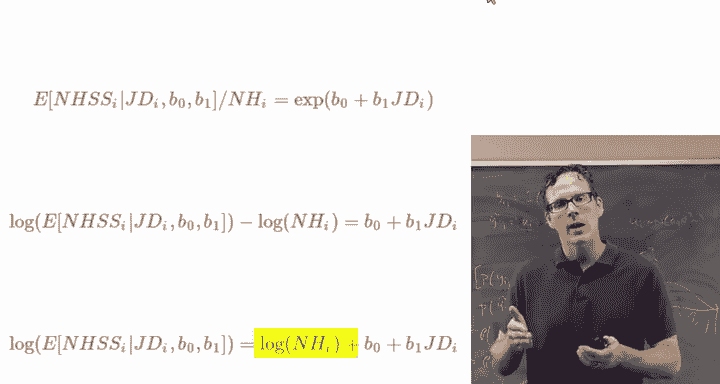 E[NHSS_i|JD_i, b_0, b_1]/NH_i = exp(b_0 + b_1JD_i)
log(E[NHSS_i|JD_i, b_0, b_1]) − log(NH_i) = b_0 + b_1JD_i
log(E[NHSS_i|JD_i, b_0, b_1]) = log(NH_i) + b_0 + b_1JD_i